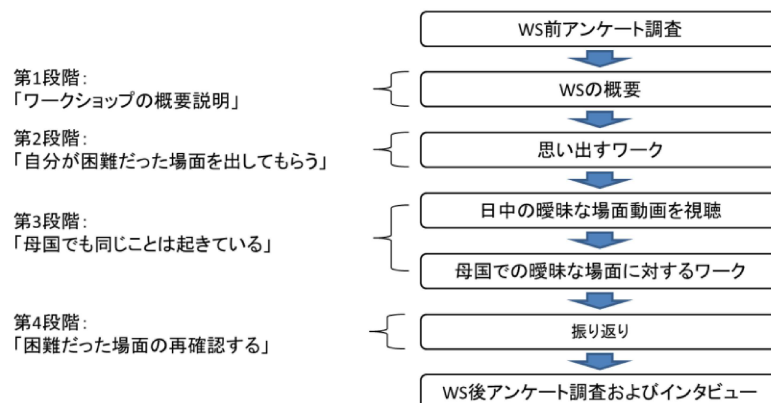 WS前アンケート調査
第1段階：
「ワークショップの概要説明」
WSの概要
第2段階：
「自分が困難だった場面を出してもらう」
思い出すワーク
第3段階：
「母国でも同じことは起きている」
日中の曖昧な場面動画を視聴
母国での曖昧な場面に対するワーク
第4段階：
「困難だった場面の再確認する」
振り返り
WS後アンケート調査およびインタビュー